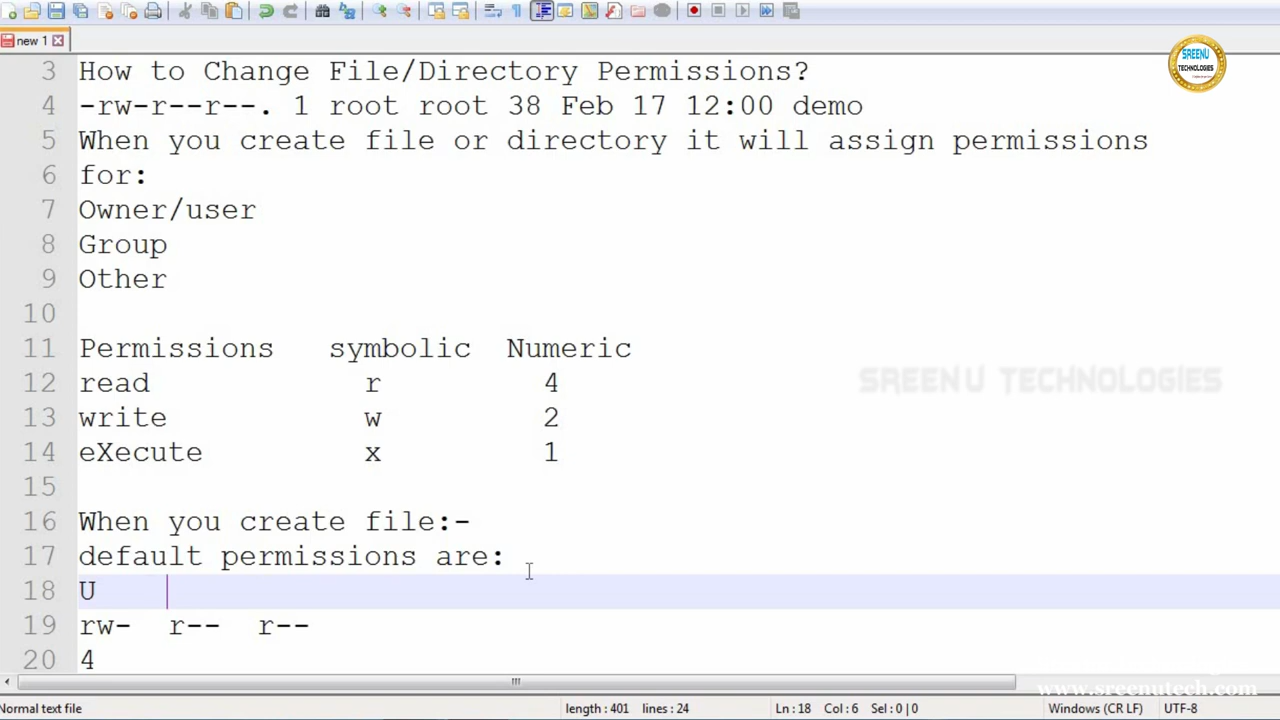 new 1
SREENU
TECHNOLOGIES
3 How to Change File/Directory Permissions?
4 -rw-r--r--. 1 root root 38 Feb 17 12:00 demo
5 When you create file or directory it will assign permissions
6 for:
7 Owner/user
8 Group
9 Other
10
11 Permissions symbolic Numeric
12 read r 4
13 write w 2
14 eXecute x 1
SREENU TECHNOLOGIES
15
16 When you create file:-
17 default permissions are:
18 U
19 rw- r-- r--
20 4
www.sreenutech.com
Normal text file length : 401 lines : 24 Ln : 18 Col : 6 Sel : 0 | 0 Windows (CR LF) UTF-8